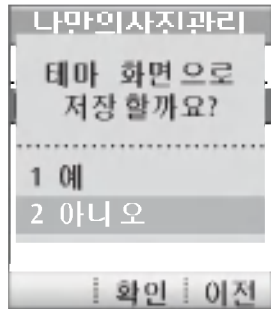 나만의사진관리
테마 화면으로
저장할까요?
1 예
2 아니오
확인 이전